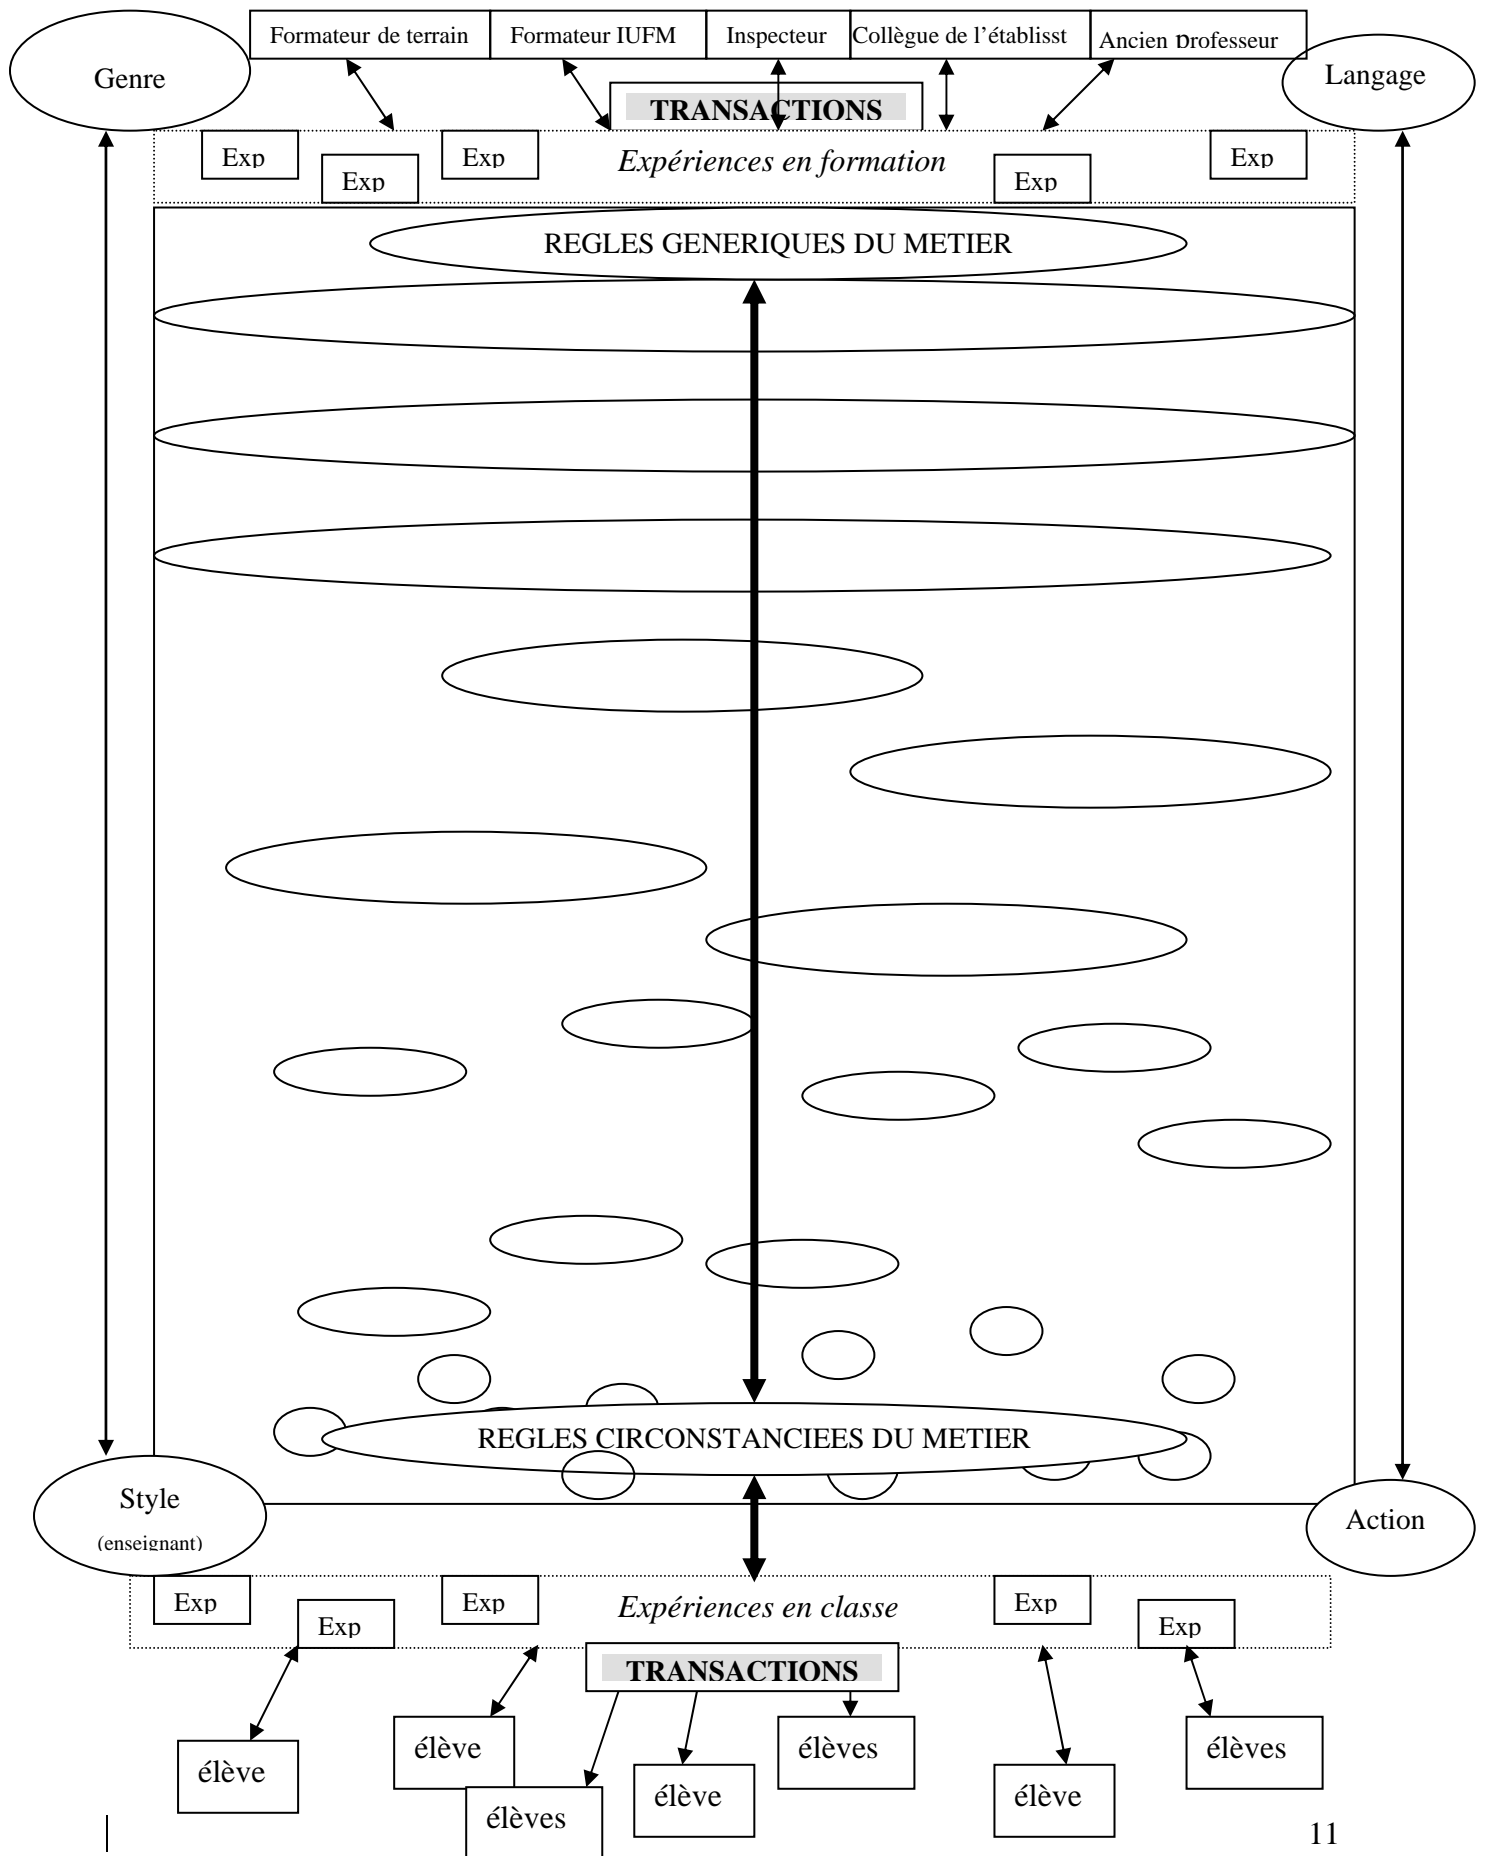 Formateur de terrain
Formateur IUFM
Inspecteur
Collègue de l'établisst
Ancien professeur
Genre
Langage
TRANSACTIONS
Exp
Exp
Exp
Expériences en formation
Exp
Exp
REGLES GENERIQUES DU METIER
REGLES CIRCONSTANCIEES DU METIER
Style
(enseignant)
Action
Exp
Exp
Exp
Expériences en classe
Exp
Exp
TRANSACTIONS
élève
élève
élèves
élève
élèves
élève
élèves
11